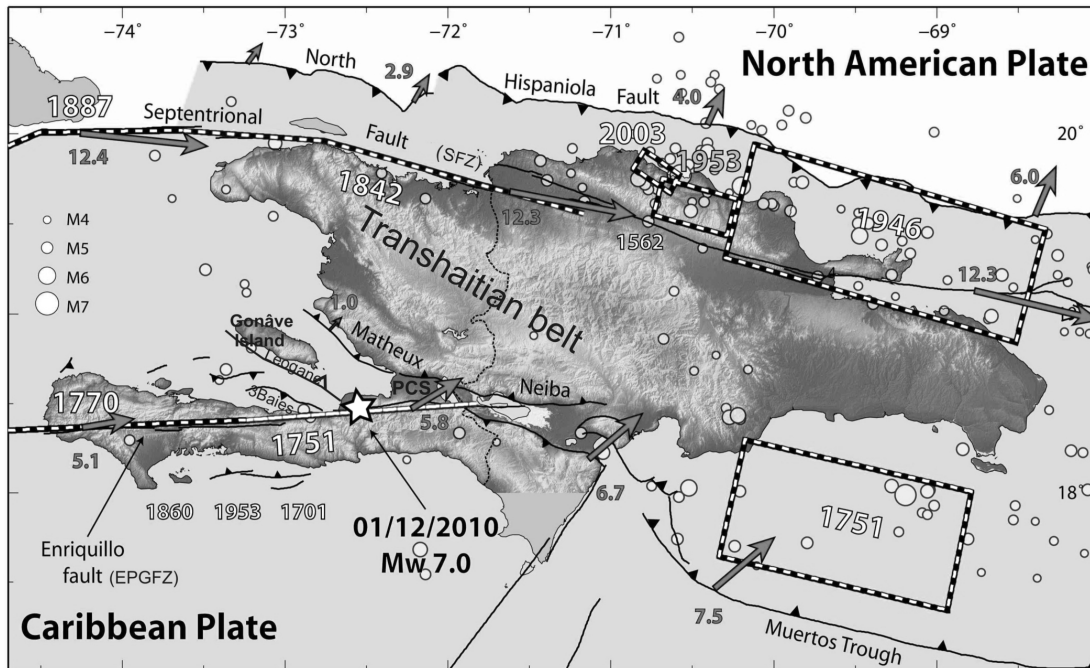 −74°
−73°
−72°
−71°
−70°
−69°
North
2.9
Hispaniola
Fault
4.0
North American Plate
1887
Septentrional
12.4
Fault
(SFZ)
2003
1953
20°
1842
12.3
1562
6.0
1946
12.3
Transhaitian belt
M4
M5
M6
M7
1.0
Gonâve
Island
Leogane
Matheux
PCS
Neiba
3Baies
1770
5.1
1751
5.8
6.7
18°
1860
1953
1701
01/12/2010
Mw 7.0
1751
Enriquillo
fault (EPGFZ)
7.5
Caribbean Plate
Muertos Trough